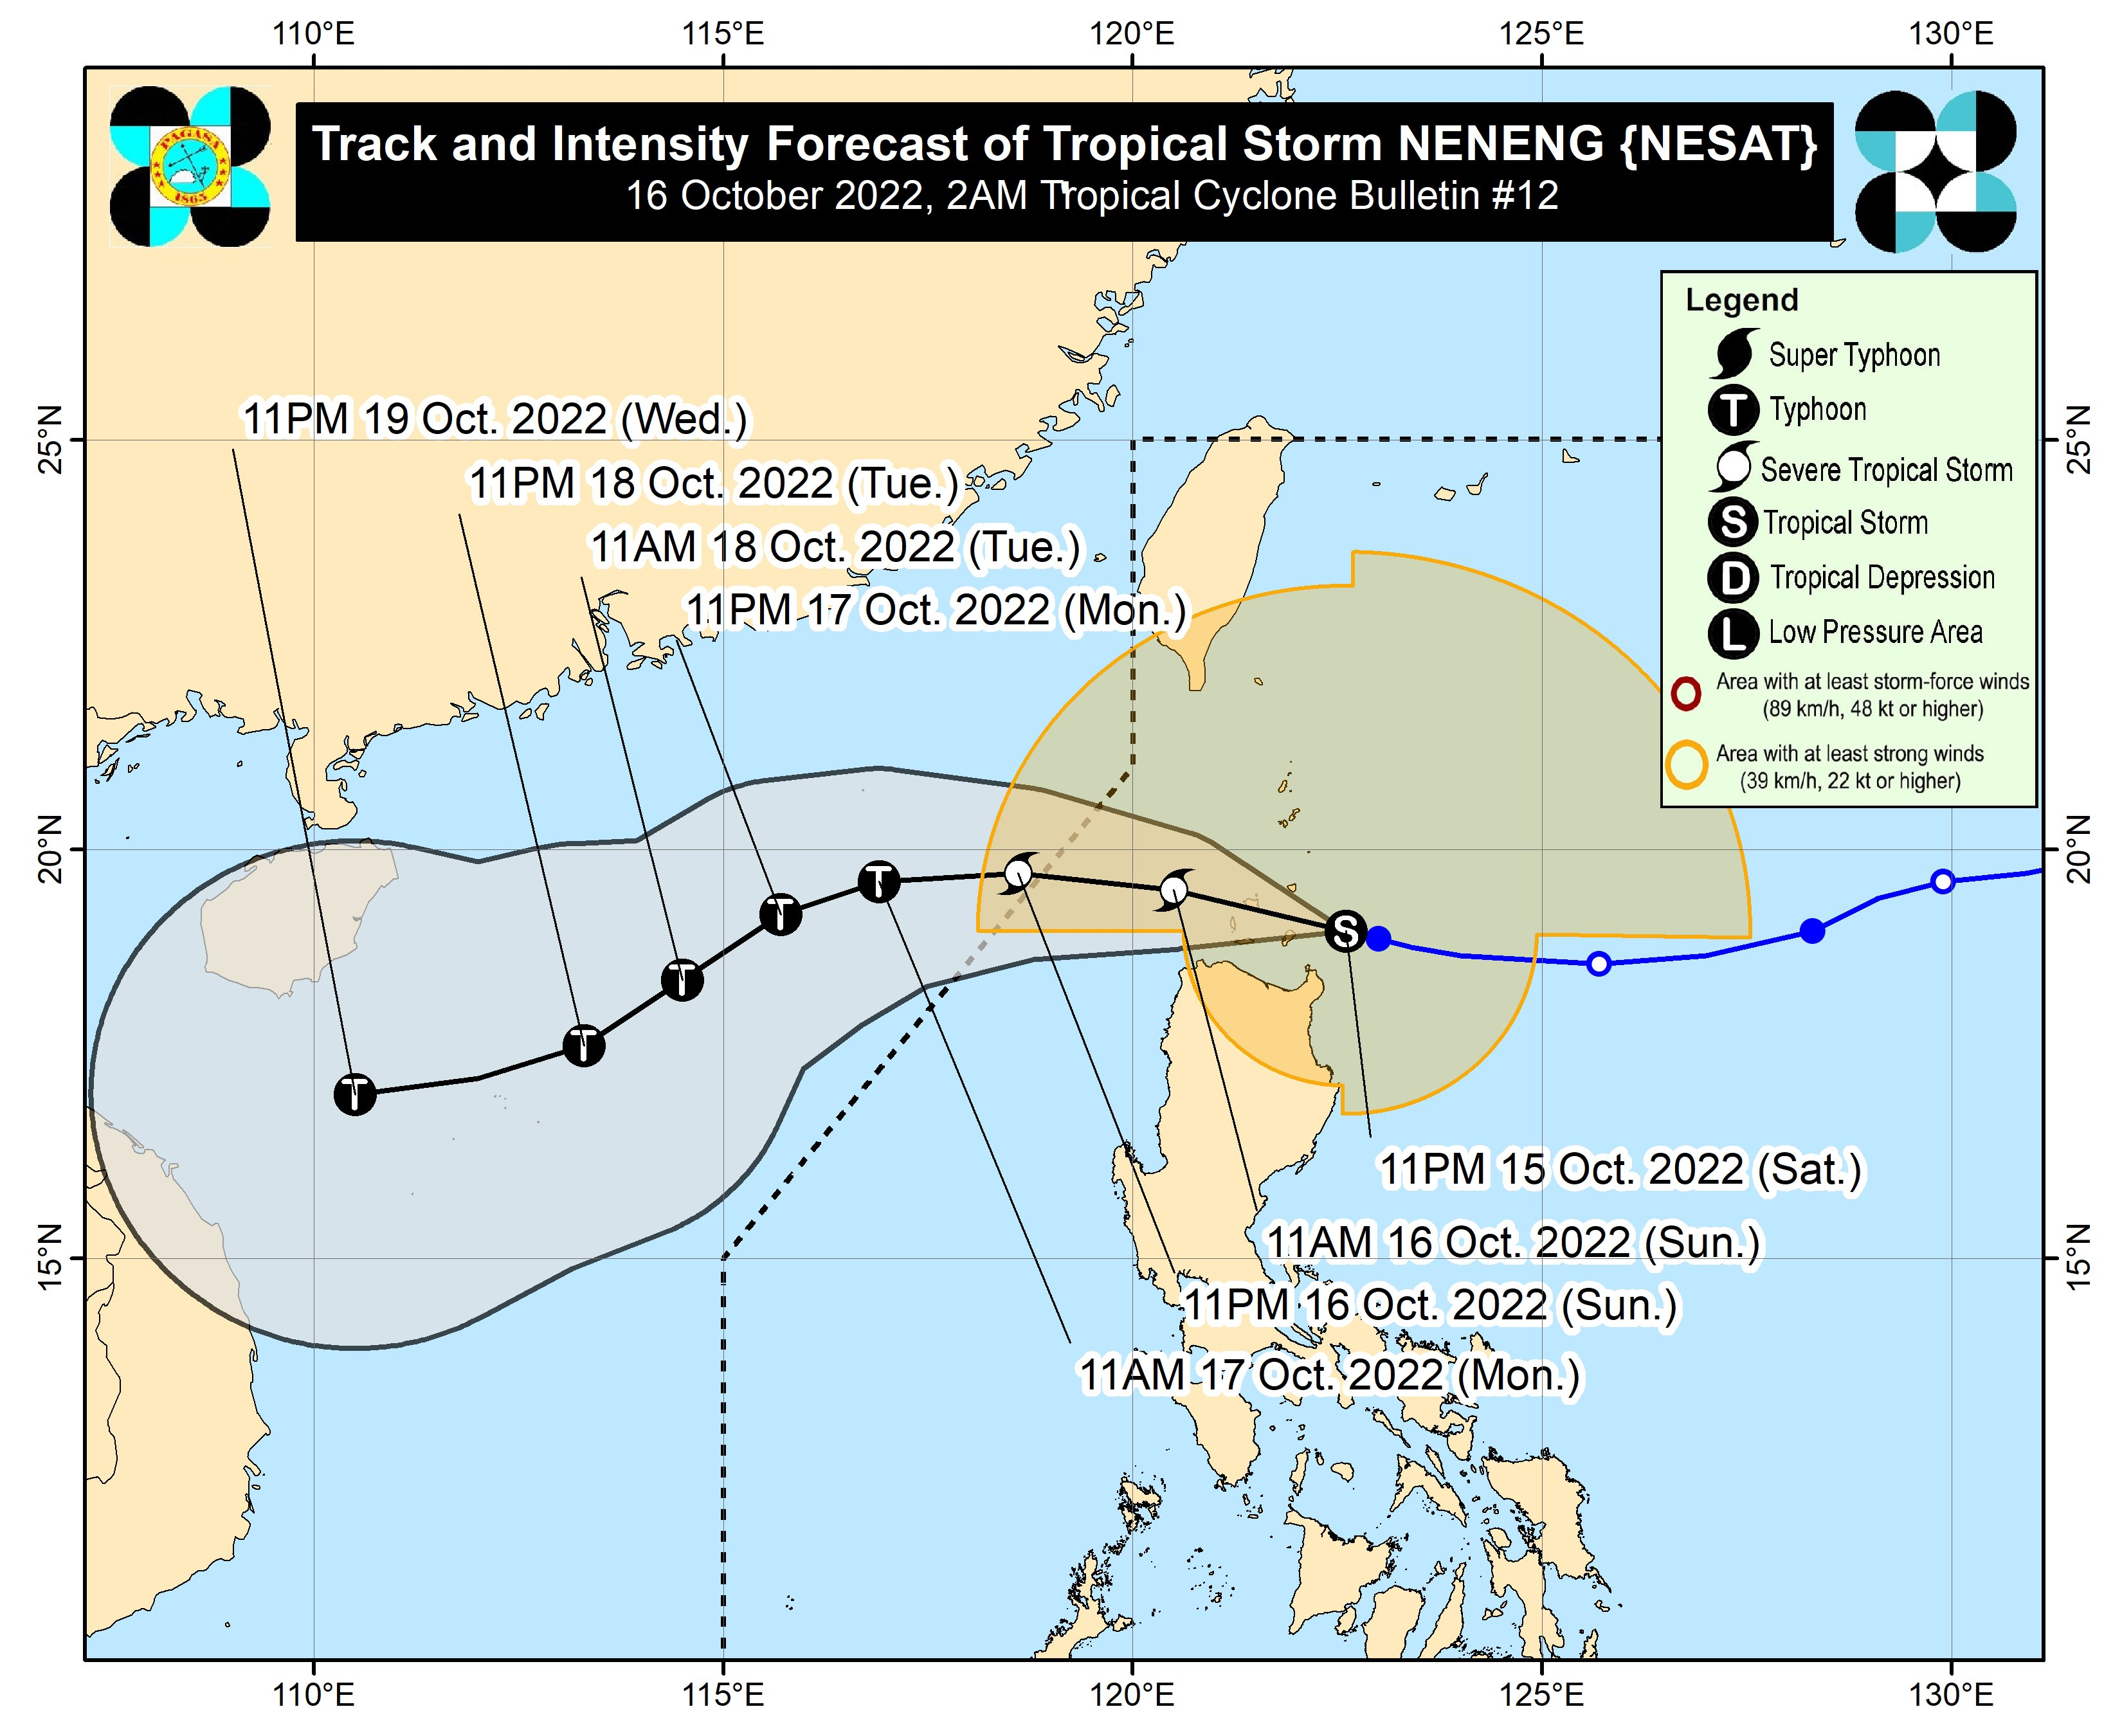 110°E 115°E 120°E 125°E 130°E
PAGASA
1865
Track and Intensity Forecast of Tropical Storm NENENG {NESAT}
16 October 2022, 2AM Tropical Cyclone Bulletin #12
Legend
Super Typhoon
T Typhoon
Severe Tropical Storm
S Tropical Storm
D Tropical Depression
L Low Pressure Area
Area with at least storm-force winds
(89 km/h, 48 kt or higher)
Area with at least strong winds
(39 km/h, 22 kt or higher)
25°N 25°N
11PM 19 Oct. 2022 (Wed.)
11PM 18 Oct. 2022 (Tue.)
11AM 18 Oct. 2022 (Tue.)
11PM 17 Oct. 2022 (Mon.)
20°N 20°N
T
T
S
T
T
T
11PM 15 Oct. 2022 (Sat.)
11AM 16 Oct. 2022 (Sun.)
15°N 15°N
11PM 16 Oct. 2022 (Sun.)
11AM 17 Oct. 2022 (Mon.)
110°E 115°E 120°E 125°E 130°E